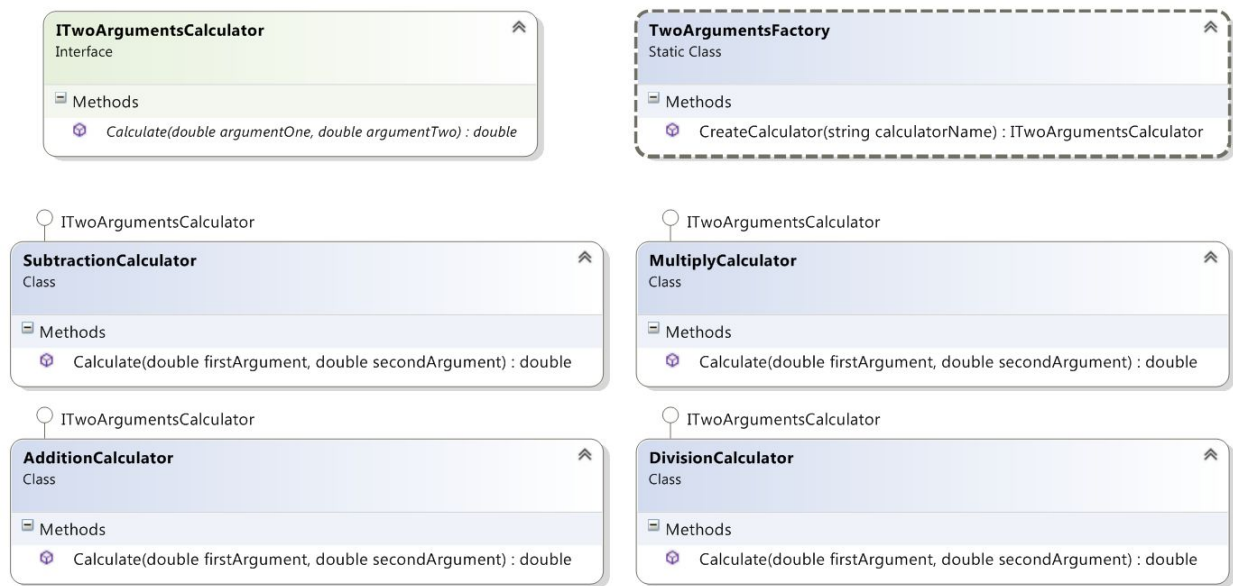 ITwoArgumentsCalculator
Interface
Methods
Calculate(double argumentOne, double argumentTwo) : double
TwoArgumentsFactory
Static Class
Methods
CreateCalculator(string calculatorName) : ITwoArgumentsCalculator
ITwoArgumentsCalculator
SubtractionCalculator
Class
Methods
Calculate(double firstArgument, double secondArgument) : double
ITwoArgumentsCalculator
MultiplyCalculator
Class
Methods
Calculate(double firstArgument, double secondArgument) : double
ITwoArgumentsCalculator
AdditionCalculator
Class
Methods
Calculate(double firstArgument, double secondArgument) : double
ITwoArgumentsCalculator
DivisionCalculator
Class
Methods
Calculate(double firstArgument, double secondArgument) : double